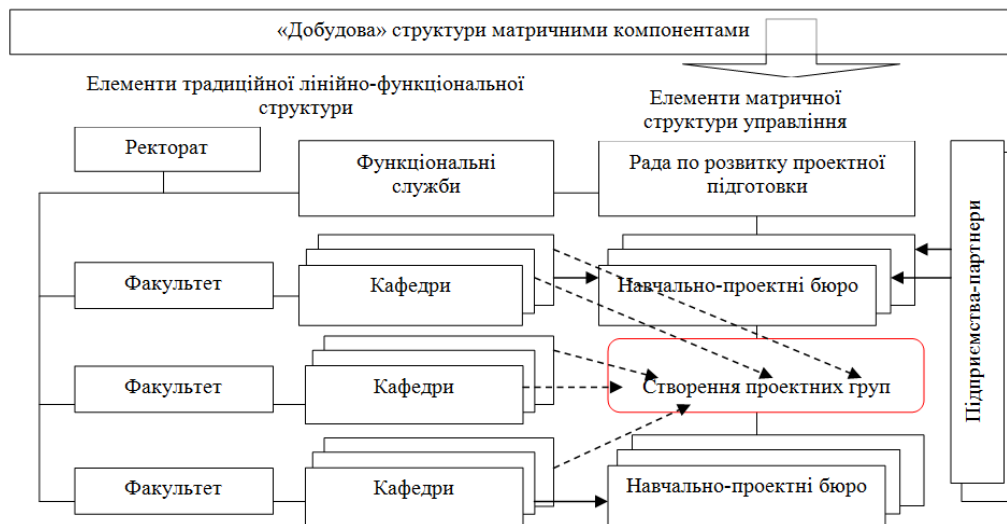 «Добудова» структури матричними компонентами
Елементи традиційної лінійно-функціональної
структури
Елементи матричної
структури управління
Ректорат
Функціональні
служби
Рада по розвитку проектної
підготовки
Підприємства-партнери
Факультет
Кафедри
Навчально-проектні бюро
Факультет
Кафедри
Створення проектних груп
Факультет
Кафедри
Навчально-проектні бюро